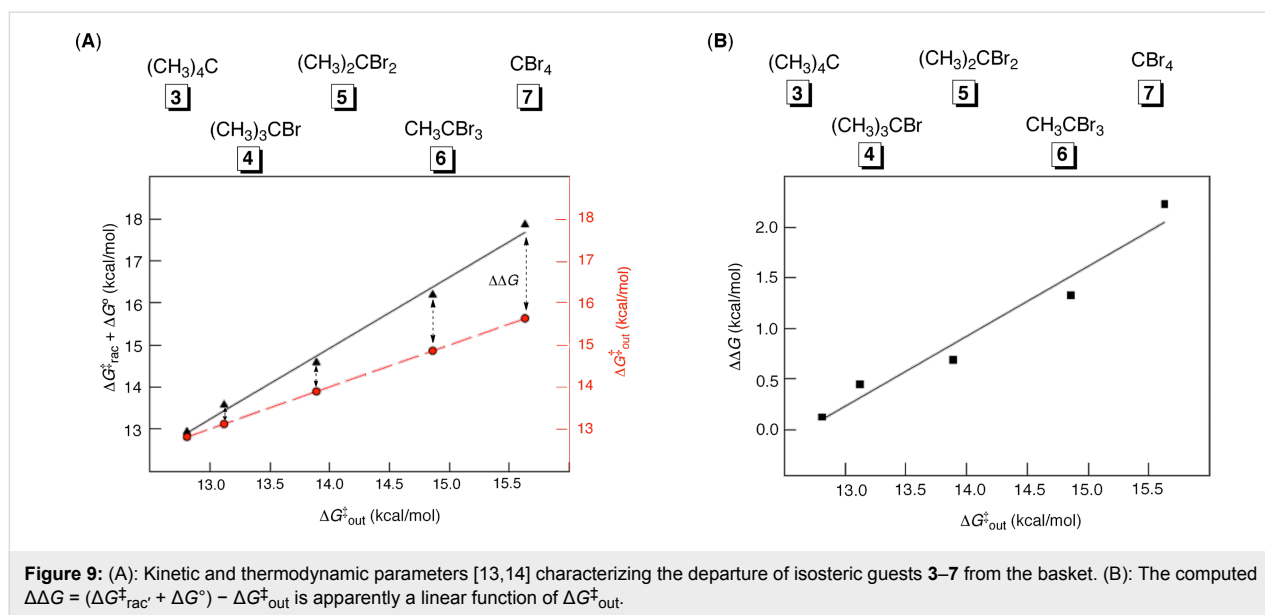 (A)
(CH3)4C
(CH3)2CBr2
CBr4
3
5
7
(CH3)3CBr
CH3CBr3
4
6
ΔG‡rac + ΔG° (kcal/mol)
18
17
16
15
14
13
ΔΔG
18
17
16
15
14
13
ΔG‡out (kcal/mol)
13.0 13.5 14.0 14.5 15.0 15.5
ΔG‡out (kcal/mol)
(B)
(CH3)4C
(CH3)2CBr2
CBr4
3
5
7
(CH3)3CBr
CH3CBr3
4
6
ΔΔG (kcal/mol)
2.0
1.5
1.0
0.5
0.0
13.0 13.5 14.0 14.5 15.0 15.5
ΔG‡out (kcal/mol)
Figure 9: (A): Kinetic and thermodynamic parameters [13,14] characterizing the departure of isosteric guests 3–7 from the basket. (B): The computed
ΔΔG = (ΔG‡rac′ + ΔG°) − ΔG‡out is apparently a linear function of ΔG‡out.